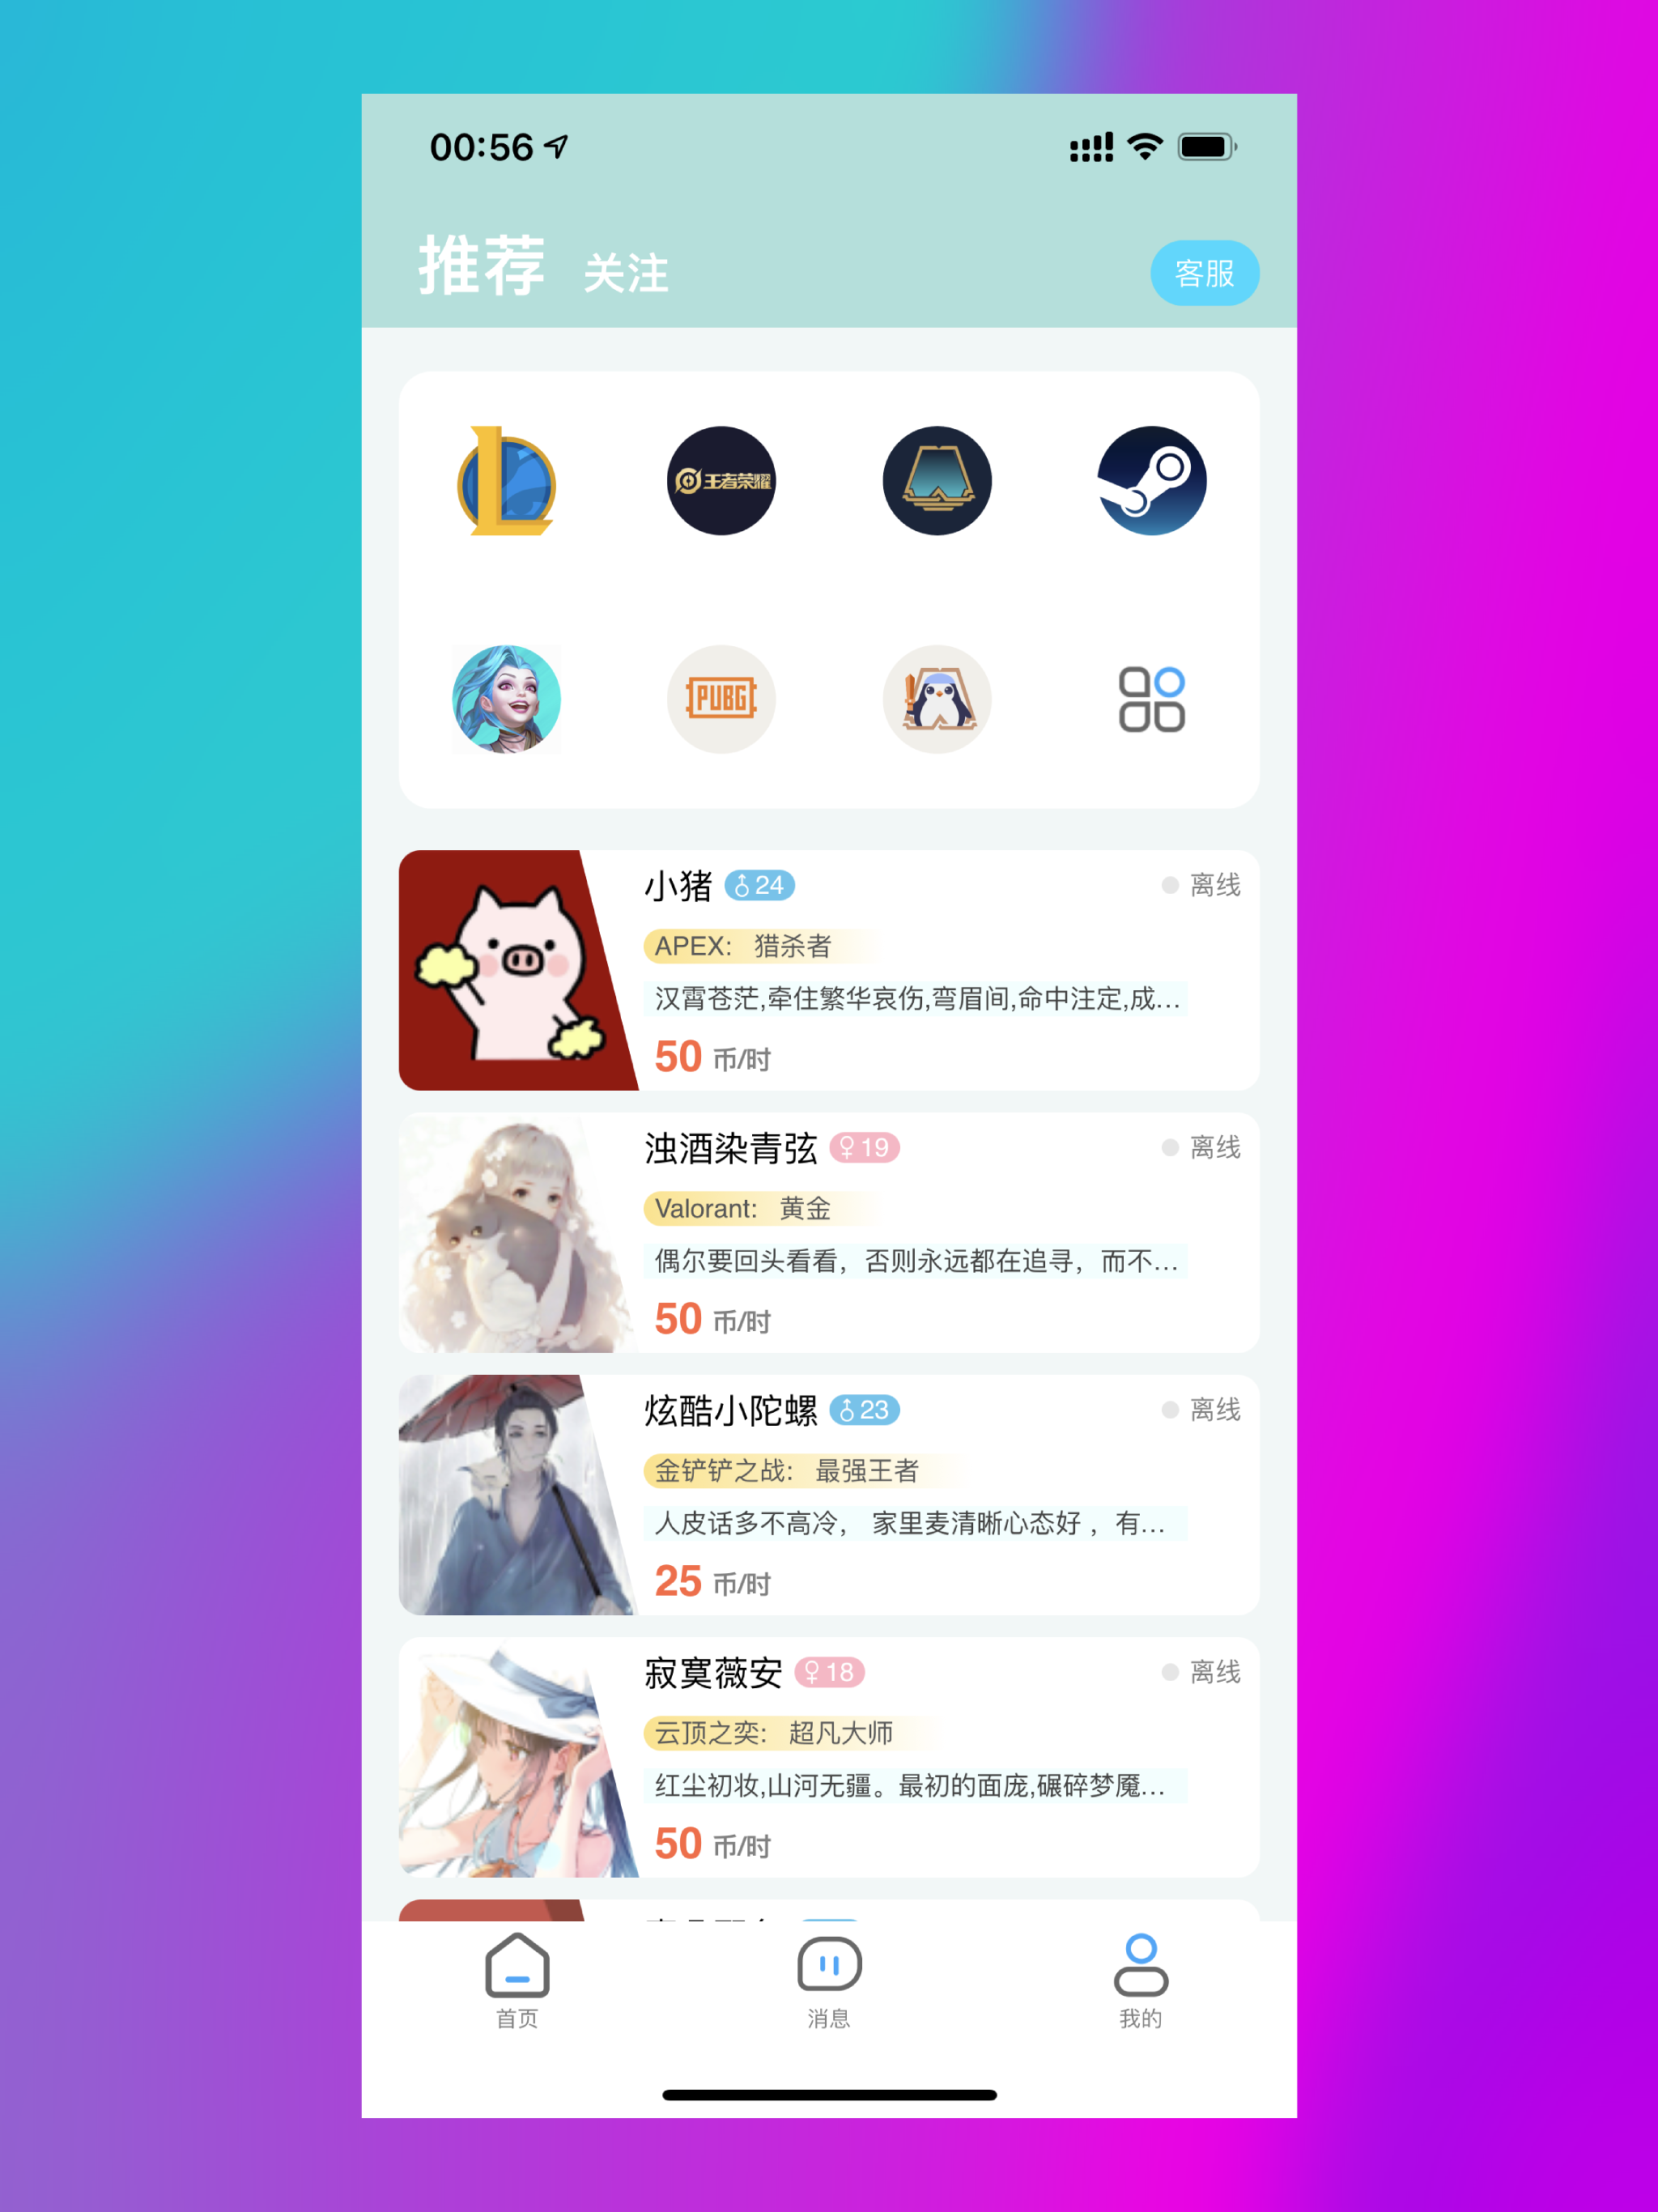 00:56
推荐 关注 客服
王者荣耀
PUBG
小猪 24 离线
APEX: 猎杀者
汉霄苍茫,牵住繁华哀伤,弯眉间,命中注定,成...
50 币/时
浊酒染青弦 19 离线
Valorant: 黄金
偶尔要回头看看，否则永远都在追寻，而不...
50 币/时
炫酷小陀螺 23 离线
金铲铲之战: 最强王者
人皮话多不高冷， 家里麦清晰心态好 ，有...
25 币/时
寂寞薇安 18 离线
云顶之奕: 超凡大师
红尘初妆,山河无疆。最初的面庞,碾碎梦魇...
50 币/时
首页 消息 我的